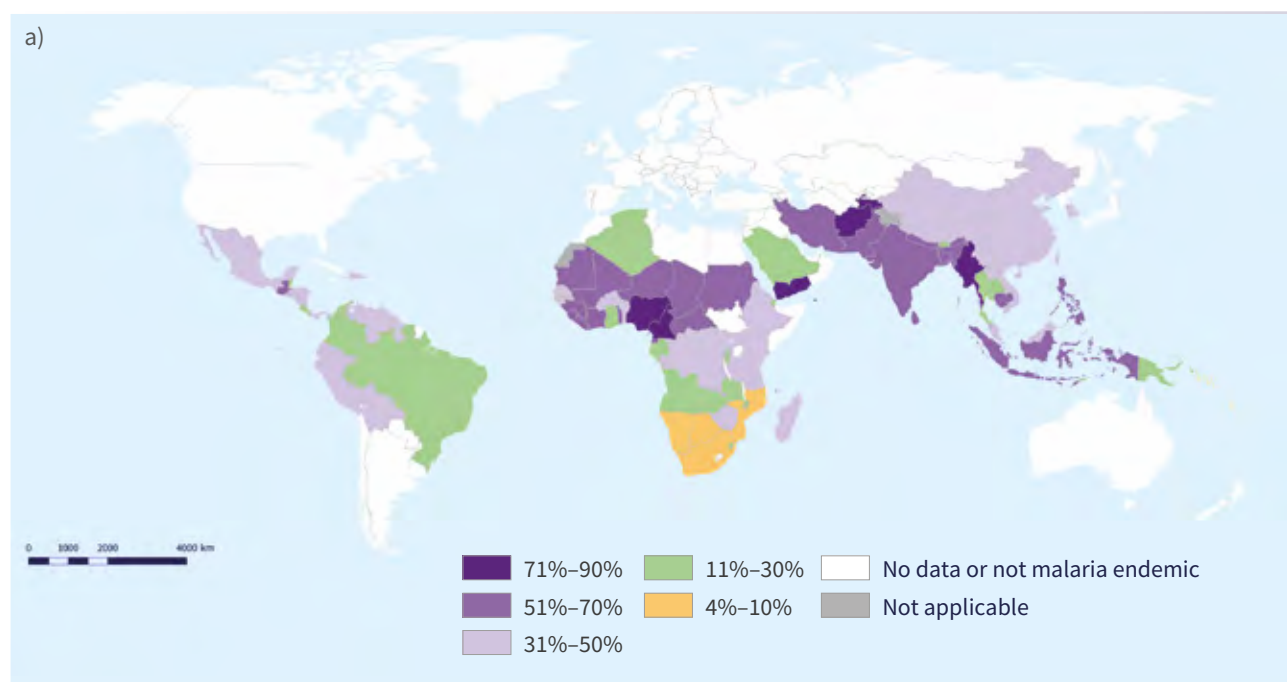 a)
0 1000 2000 4000 km
71%–90% 11%–30% No data or not malaria endemic
51%–70% 4%–10% Not applicable
31%–50%